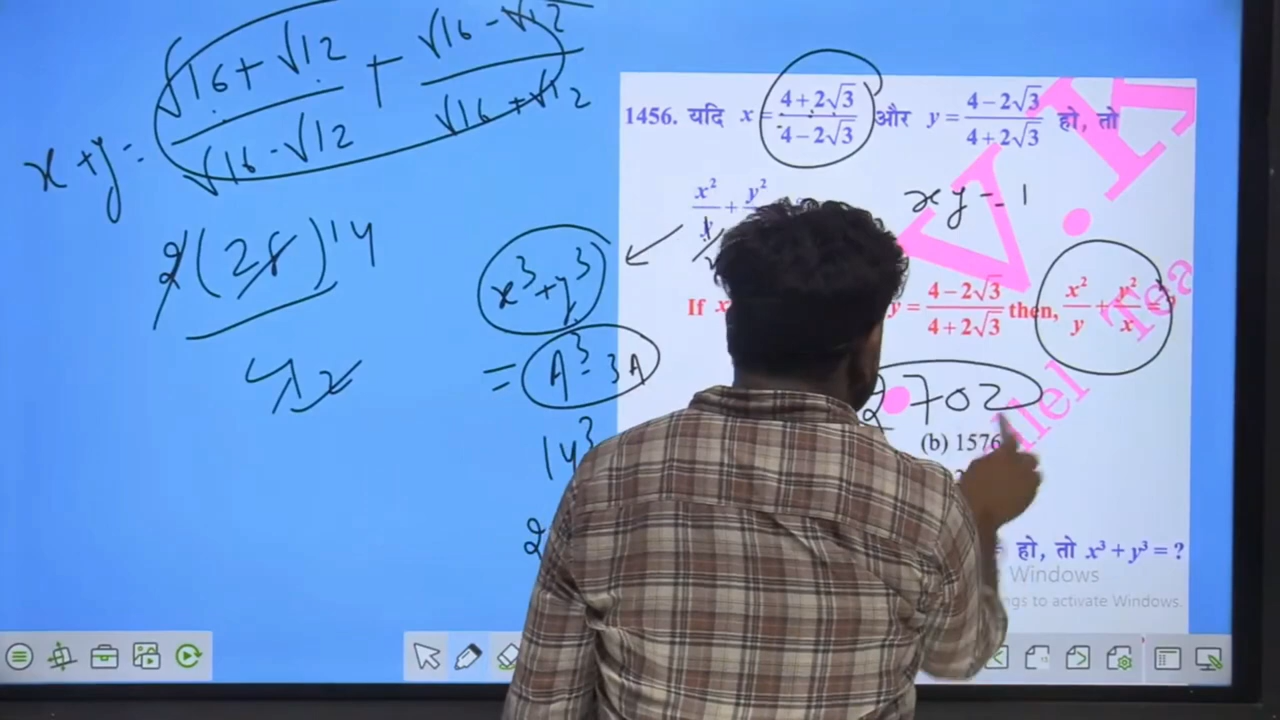 x + y = (√16 + √12)/(√16 - √12) + (√16 - √12)/(√16 + √12)
2(28) 14
4 2
x³ + y³
= A³ - 3A
14³
2
1456. यदि x = (4 + 2√3)/(4 - 2√3) और y = (4 - 2√3)/(4 + 2√3) हो, तो
x²/y + y²
xy = 1
If x y = (4 - 2√3)/(4 + 2√3) then, x²/y + y²/x = ?
2702
(b) 1576
हो, तो x³ + y³ = ?
Windows
ngs to activate Windows.